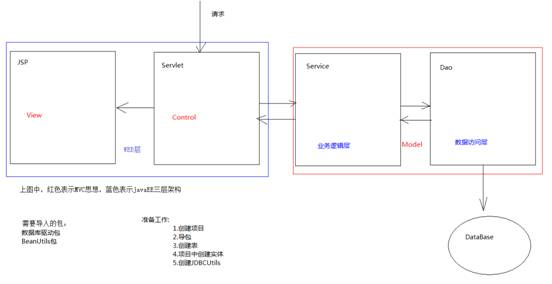 请求
JSP
Servlet
Service
Dao
View
Control
WEB层
业务逻辑层
Model
数据访问层
上图中，红色表示MVC思想，蓝色表示javaEE三层架构
需要导入的包：
数据库驱动包
BeanUtils包
准备工作:
1.创建项目
2.导包
3.创建表
4.项目中创建实体
5.创建JDBCUtils
DataBase